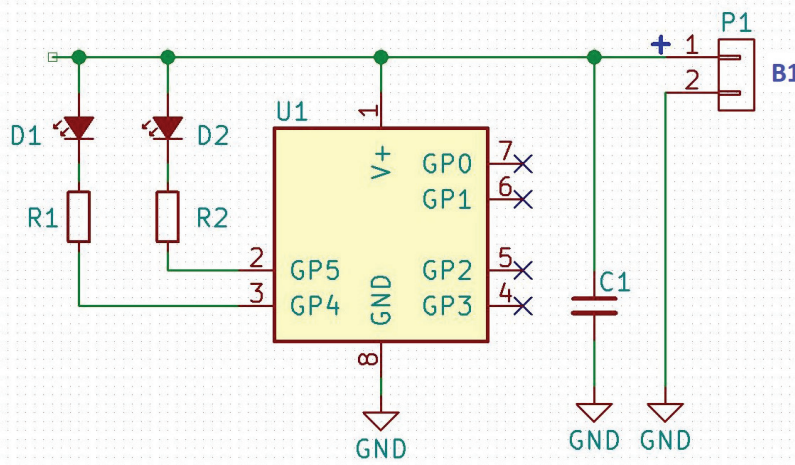 P1
+
1
B1
2
U1
1
D1
D2
V+
GP0
7
GP1
6
R1
R2
2
GP5
GP2
5
3
GP4
GND
GP3
4
C1
8
GND
GND
GND